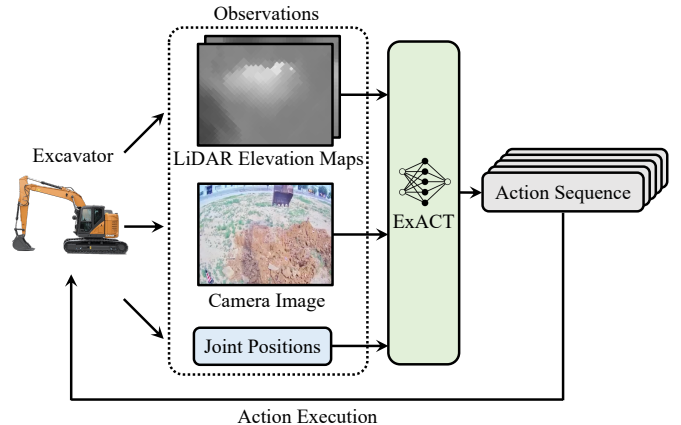 Observations
Excavator
LiDAR Elevation Maps
ExACT
Action Sequence
Camera Image
Joint Positions
Action Execution